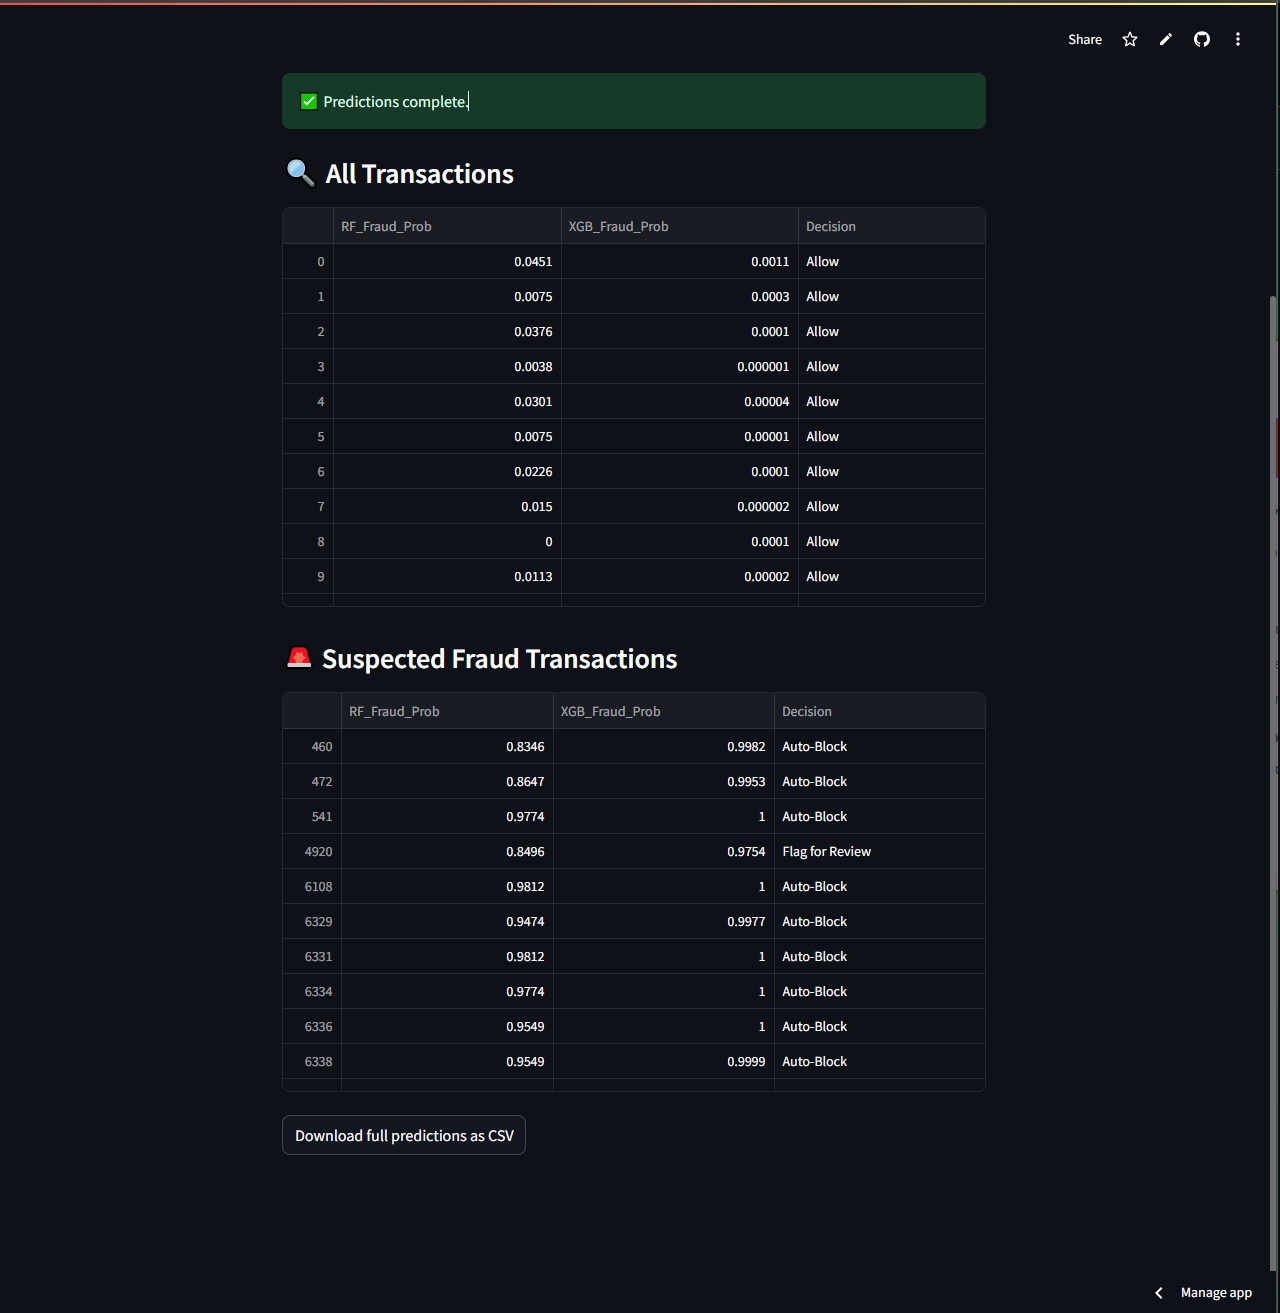 Share
✅ Predictions complete.
🔍 All Transactions
RF_Fraud_Prob XGB_Fraud_Prob Decision
0 0.0451 0.0011 Allow
1 0.0075 0.0003 Allow
2 0.0376 0.0001 Allow
3 0.0038 0.000001 Allow
4 0.0301 0.00004 Allow
5 0.0075 0.00001 Allow
6 0.0226 0.0001 Allow
7 0.015 0.000002 Allow
8 0 0.0001 Allow
9 0.0113 0.00002 Allow
🚨 Suspected Fraud Transactions
RF_Fraud_Prob XGB_Fraud_Prob Decision
460 0.8346 0.9982 Auto-Block
472 0.8647 0.9953 Auto-Block
541 0.9774 1 Auto-Block
4920 0.8496 0.9754 Flag for Review
6108 0.9812 1 Auto-Block
6329 0.9474 0.9977 Auto-Block
6331 0.9812 1 Auto-Block
6334 0.9774 1 Auto-Block
6336 0.9549 1 Auto-Block
6338 0.9549 0.9999 Auto-Block
Download full predictions as CSV
Manage app